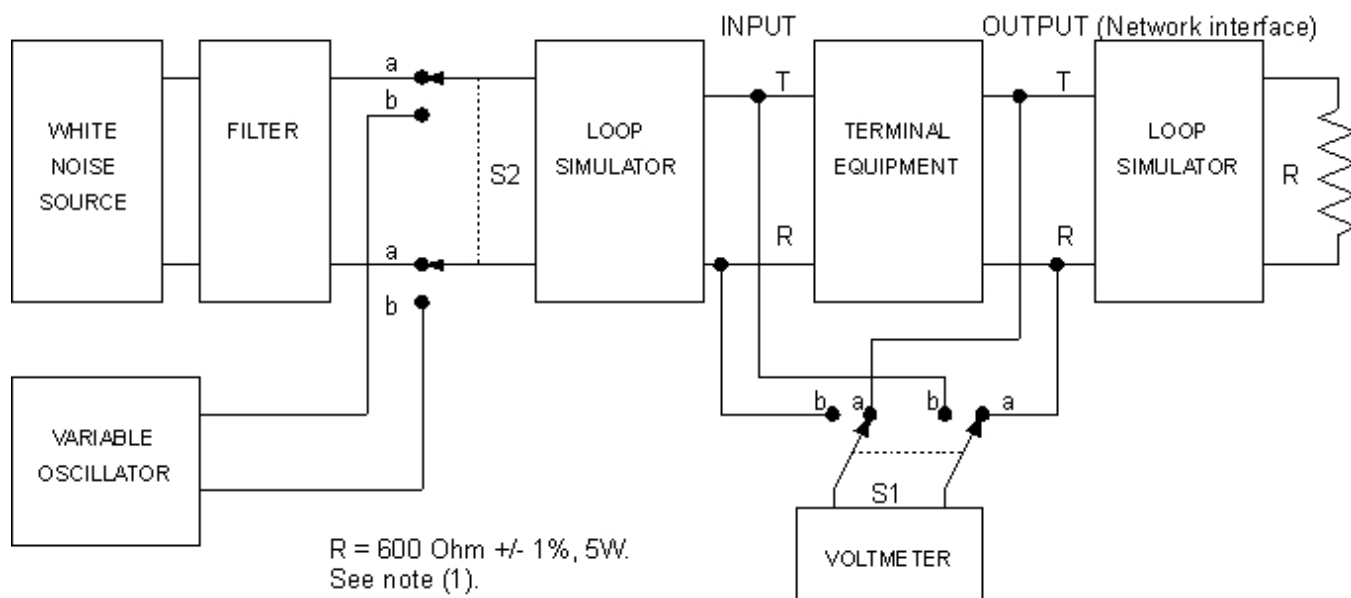 INPUT
OUTPUT (Network interface)
WHITE
NOISE
SOURCE
FILTER
a
b
a
b
S2
LOOP
SIMULATOR
T
R
TERMINAL
EQUIPMENT
T
R
LOOP
SIMULATOR
R
VARIABLE
OSCILLATOR
b
a
b
a
S1
VOLTMETER
R = 600 Ohm +/- 1%, 5W.
See note (1).